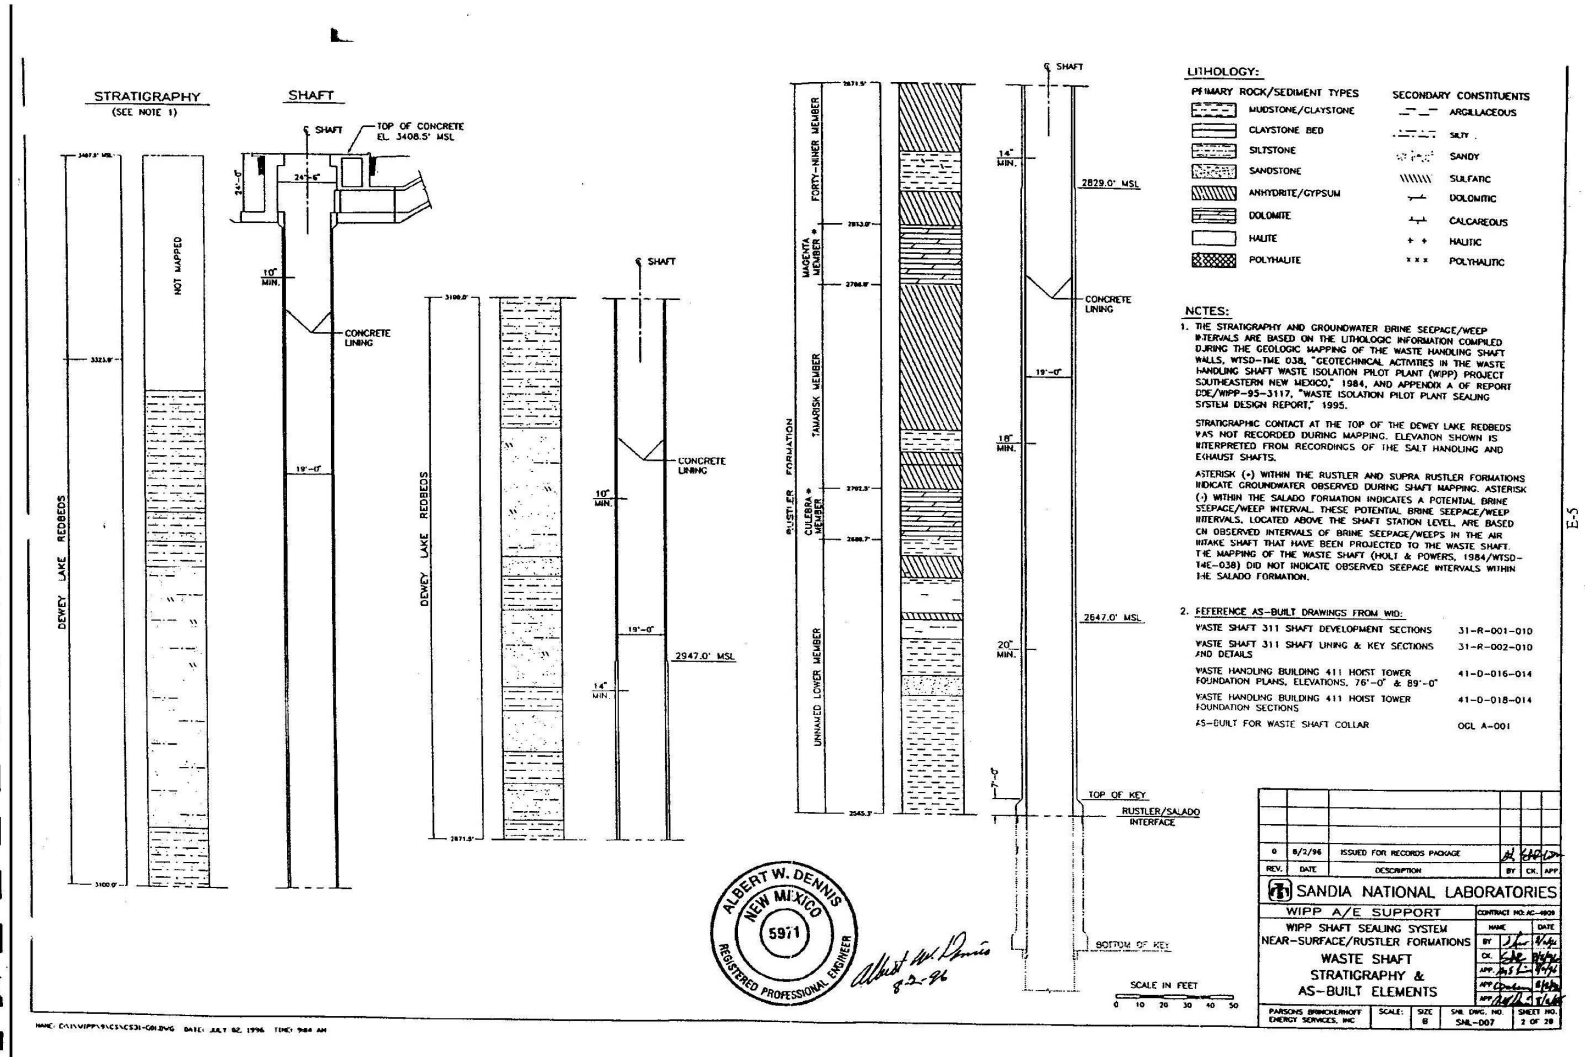 STRATIGRAPHY
(SEE NOTE 1)
SHAFT
℄ SHAFT
TOP OF CONCRETE
EL. 3408.5' MSL
24'-0"
24'-6"
NOT MAPPED
10"
MIN.
CONCRETE
LINING
3325.0'
19'-0"
DEWEY LAKE REDBEDS
3100.0'
℄ SHAFT
3100.0'
CONCRETE
LINING
10"
MIN.
DEWEY LAKE REDBEDS
19'-0"
2947.0' MSL
14"
MIN.
2871.5'
2871.5'
℄ SHAFT
FORTY-NINER MEMBER
14"
MIN.
2829.0' MSL
MAGENTA
MEMBER *
CONCRETE
LINING
TAMARISK MEMBER
19'-0"
RUSTLER FORMATION
18"
MIN.
CULEBRA *
MEMBER
2647.0' MSL
20"
MIN.
UNNAMED LOWER MEMBER
7'-0"
TOP OF KEY
RUSTLER/SALADO
INTERFACE
BOTTOM OF KEY
SCALE IN FEET
0 10 20 30 40 50
LITHOLOGY:
PRIMARY ROCK/SEDIMENT TYPES
MUDSTONE/CLAYSTONE
CLAYSTONE BED
SILTSTONE
SANDSTONE
ANHYDRITE/GYPSUM
DOLOMITE
HALITE
POLYHALITE
SECONDARY CONSTITUENTS
ARGILLACEOUS
SILTY
SANDY
SULFATIC
DOLOMITIC
CALCAREOUS
HALITIC
POLYHALITIC
NOTES:
1. THE STRATIGRAPHY AND GROUNDWATER BRINE SEEPAGE/WEEP
INTERVALS ARE BASED ON THE LITHOLOGIC INFORMATION COMPILED
DURING THE GEOLOGIC MAPPING OF THE WASTE HANDLING SHAFT
WALLS, WTSD-TME 038, "GEOTECHNICAL ACTIVITIES IN THE WASTE
HANDLING SHAFT WASTE ISOLATION PILOT PLANT (WIPP) PROJECT
SOUTHEASTERN NEW MEXICO," 1984, AND APPENDIX A OF REPORT
DOE/WIPP-95-3117, "WASTE ISOLATION PILOT PLANT SEALING
SYSTEM DESIGN REPORT," 1995.
STRATIGRAPHIC CONTACT AT THE TOP OF THE DEWEY LAKE REDBEDS
WAS NOT RECORDED DURING MAPPING. ELEVATION SHOWN IS
INTERPRETED FROM RECORDINGS OF THE SALT HANDLING AND
EXHAUST SHAFTS.
ASTERISK (*) WITHIN THE RUSTLER AND SUPRA RUSTLER FORMATIONS
INDICATE GROUNDWATER OBSERVED DURING SHAFT MAPPING. ASTERISK
(*) WITHIN THE SALADO FORMATION INDICATES A POTENTIAL BRINE
SEEPAGE/WEEP INTERVAL. THESE POTENTIAL BRINE SEEPAGE/WEEP
INTERVALS, LOCATED ABOVE THE SHAFT STATION LEVEL, ARE BASED
ON OBSERVED INTERVALS OF BRINE SEEPAGE/WEEPS IN THE AIR
INTAKE SHAFT THAT HAVE BEEN PROJECTED TO THE WASTE SHAFT.
THE MAPPING OF THE WASTE SHAFT (HOLT & POWERS, 1984/WTSD-
TME-038) DID NOT INDICATE OBSERVED SEEPAGE INTERVALS WITHIN
THE SALADO FORMATION.
2. REFERENCE AS-BUILT DRAWINGS FROM WID:
WASTE SHAFT 311 SHAFT DEVELOPMENT SECTIONS 31-R-001-010
WASTE SHAFT 311 SHAFT LINING & KEY SECTIONS 31-R-002-010
AND DETAILS
WASTE HANDLING BUILDING 411 HOIST TOWER 41-D-016-014
FOUNDATION PLANS, ELEVATIONS, 76'-0" & 89'-0"
WASTE HANDLING BUILDING 411 HOIST TOWER 41-D-018-014
FOUNDATION SECTIONS
AS-BUILT FOR WASTE SHAFT COLLAR OGL A-001
E-5
0 8/2/96 ISSUED FOR RECORDS PACKAGE
REV. DATE DESCRIPTION BY CK. APP
SANDIA NATIONAL LABORATORIES
WIPP A/E SUPPORT
WIPP SHAFT SEALING SYSTEM
NEAR-SURFACE/RUSTLER FORMATIONS
WASTE SHAFT
STRATIGRAPHY &
AS-BUILT ELEMENTS
NAME DATE
BY
CK.
APP.
APP
APP
PARSONS BRINCKERHOFF
ENERGY SERVICES, INC
SCALE:
SIZE
B
SNL DWG. NO.
SNL-007
SHEET NO.
2 OF 28
ALBERT W. DENNIS
NEW MEXICO
5971
REGISTERED PROFESSIONAL ENGINEER
Albert W. Dennis
8-2-96
DATE: JULY 02, 1996 TIME: 9:04 AM